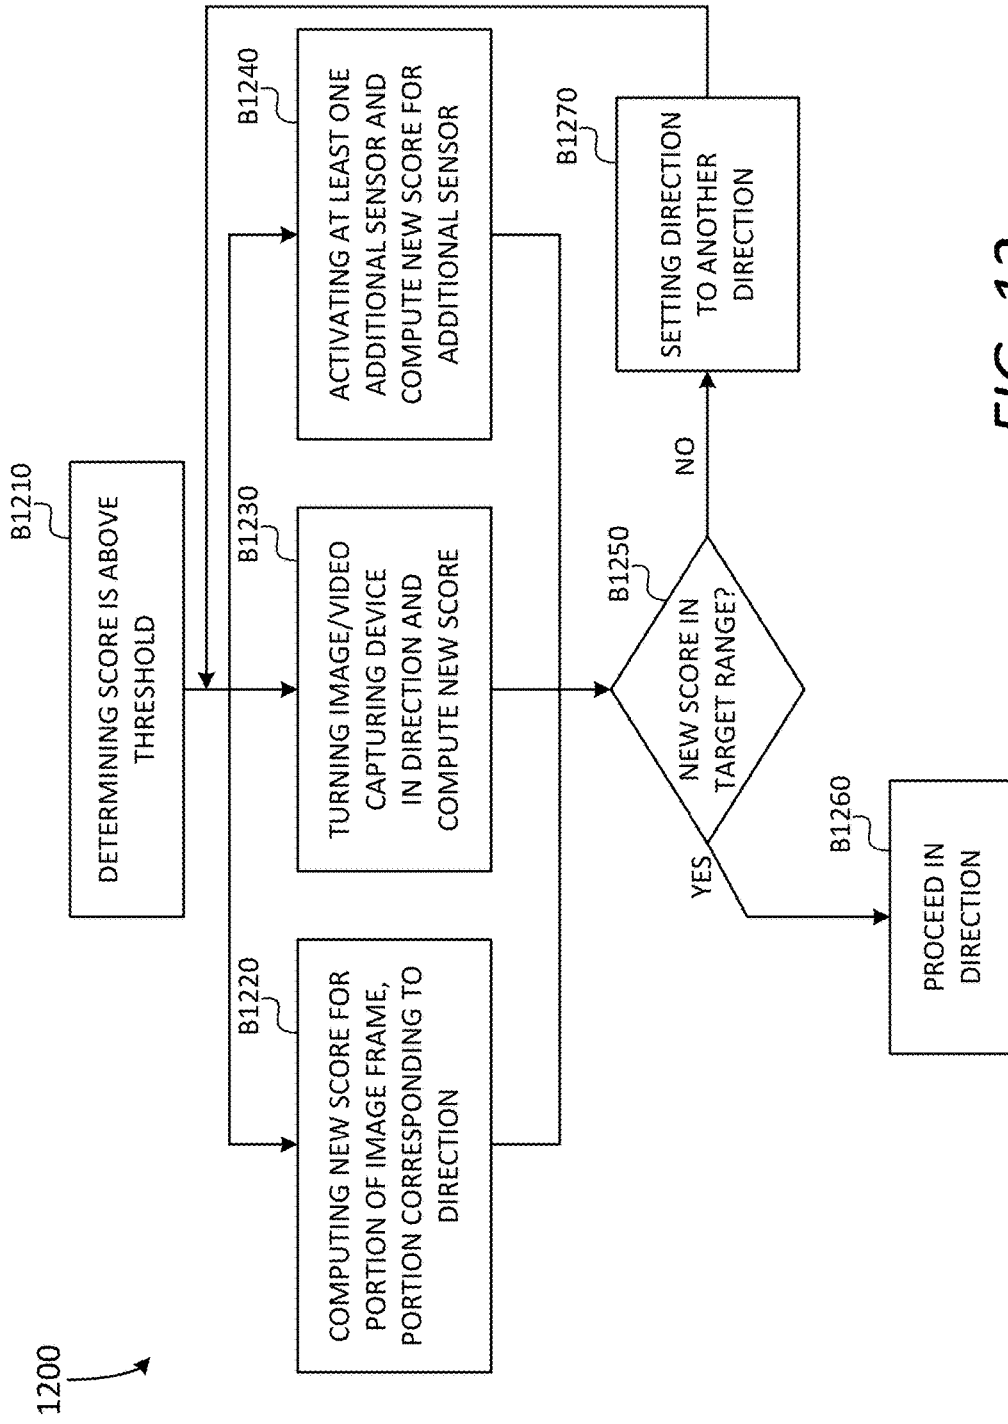 1200
B1210
DETERMINING SCORE IS ABOVE
THRESHOLD
B1220
COMPUTING NEW SCORE FOR
PORTION OF IMAGE FRAME,
PORTION CORRESPONDING TO
DIRECTION
B1230
TURNING IMAGE/VIDEO
CAPTURING DEVICE
IN DIRECTION AND
COMPUTE NEW SCORE
B1240
ACTIVATING AT LEAST ONE
ADDITIONAL SENSOR AND
COMPUTE NEW SCORE FOR
ADDITIONAL SENSOR
B1250
NEW SCORE IN
TARGET RANGE?
YES
NO
B1260
PROCEED IN
DIRECTION
B1270
SETTING DIRECTION
TO ANOTHER
DIRECTION
FIG.